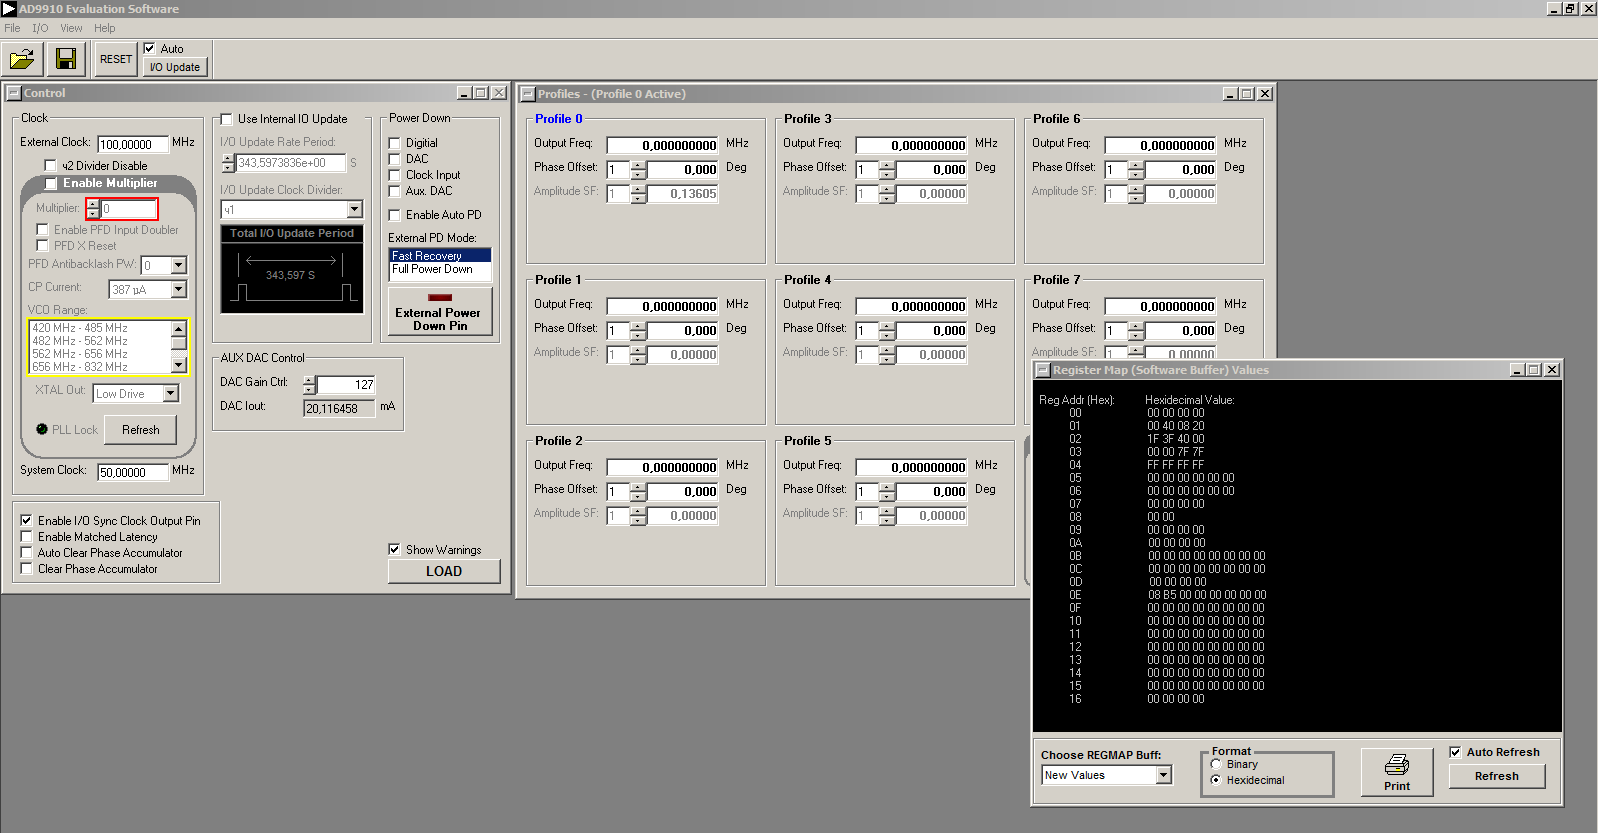 AD9910 Evaluation Software
File I/O View Help
RESET
Auto
I/O Update
Control
Clock
External Clock: 100,00000 MHz
ч2 Divider Disable
Enable Multiplier
Multiplier: 0
Enable PFD Input Doubler
PFD X Reset
PFD Antibacklash PW: 0
CP Current: 387 µA
VCO Range:
420 MHz - 485 MHz
482 MHz - 562 MHz
562 MHz - 656 MHz
656 MHz - 832 MHz
XTAL Out: Low Drive
PLL Lock Refresh
System Clock: 50,00000 MHz
Enable I/O Sync Clock Output Pin
Enable Matched Latency
Auto Clear Phase Accumulator
Clear Phase Accumulator
Use Internal IO Update
I/O Update Rate Period:
343,5973836e+00 S
I/O Update Clock Divider:
ч1
Total I/O Update Period
343,597 S
Power Down
Digitial
DAC
Clock Input
Aux. DAC
Enable Auto PD
External PD Mode:
Fast Recovery
Full Power Down
External Power
Down Pin
AUX DAC Control
DAC Gain Ctrl: 127
DAC Iout: 20,116458 mA
Show Warnings
LOAD
Profiles - (Profile 0 Active)
Profile 0
Output Freq: 0,000000000 MHz
Phase Offset: 1 0,000 Deg
Amplitude SF: 1 0,13605
Profile 3
Output Freq: 0,000000000 MHz
Phase Offset: 1 0,000 Deg
Amplitude SF: 1 0,00000
Profile 6
Output Freq: 0,000000000 MHz
Phase Offset: 1 0,000 Deg
Amplitude SF: 1 0,00000
Profile 1
Output Freq: 0,000000000 MHz
Phase Offset: 1 0,000 Deg
Amplitude SF: 1 0,00000
Profile 4
Output Freq: 0,000000000 MHz
Phase Offset: 1 0,000 Deg
Amplitude SF: 1 0,00000
Profile 7
Output Freq: 0,000000000 MHz
Phase Offset: 1 0,000 Deg
Amplitude SF: 1 0,00000
Profile 2
Output Freq: 0,000000000 MHz
Phase Offset: 1 0,000 Deg
Amplitude SF: 1 0,00000
Profile 5
Output Freq: 0,000000000 MHz
Phase Offset: 1 0,000 Deg
Amplitude SF: 1 0,00000
Register Map (Software Buffer) Values
Reg Addr (Hex): Hexidecimal Value:
00 00 00 00 00
01 00 40 08 20
02 1F 3F 40 00
03 00 00 7F 7F
04 FF FF FF FF
05 00 00 00 00 00 00
06 00 00 00 00 00 00
07 00 00 00 00
08 00 00
09 00 00 00 00
0A 00 00 00 00
0B 00 00 00 00 00 00 00 00
0C 00 00 00 00 00 00 00 00
0D 00 00 00 00
0E 08 B5 00 00 00 00 00 00
0F 00 00 00 00 00 00 00 00
10 00 00 00 00 00 00 00 00
11 00 00 00 00 00 00 00 00
12 00 00 00 00 00 00 00 00
13 00 00 00 00 00 00 00 00
14 00 00 00 00 00 00 00 00
15 00 00 00 00 00 00 00 00
16 00 00 00 00
Choose REGMAP Buff:
New Values
Format
Binary
Hexidecimal
Print
Auto Refresh
Refresh